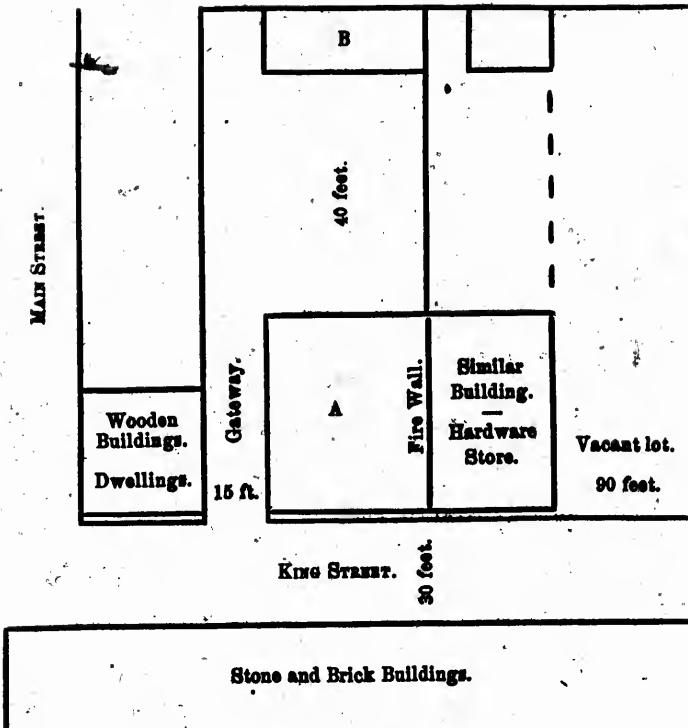 B
40 feet.
MAIN STREET.
Gateway.
A
Fire Wall.
Similar
Building.
—
Hardware
Store.
Wooden
Buildings.
Dwellings.
15 ft.
Vacant lot.
90 feet.
KING STREET.
30 feet.
Stone and Brick Buildings.